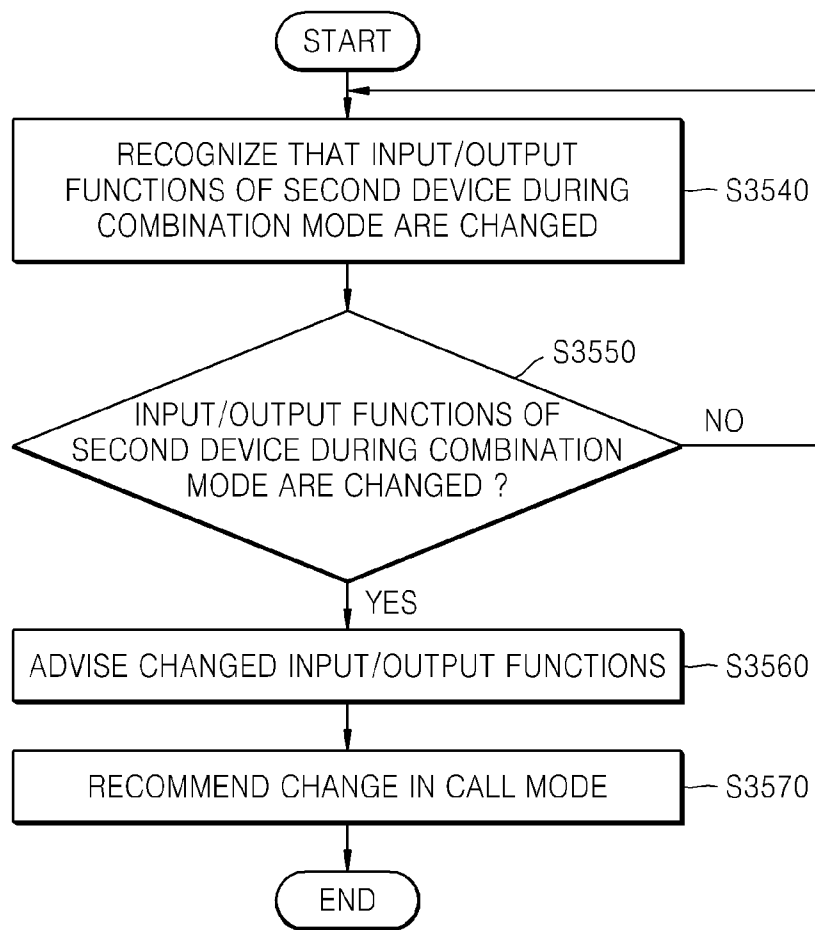 START
RECOGNIZE THAT INPUT/OUTPUT
FUNCTIONS OF SECOND DEVICE DURING
COMBINATION MODE ARE CHANGED
S3540
S3550
INPUT/OUTPUT FUNCTIONS OF
SECOND DEVICE DURING COMBINATION
MODE ARE CHANGED ?
NO
YES
ADVISE CHANGED INPUT/OUTPUT FUNCTIONS
S3560
RECOMMEND CHANGE IN CALL MODE
S3570
END